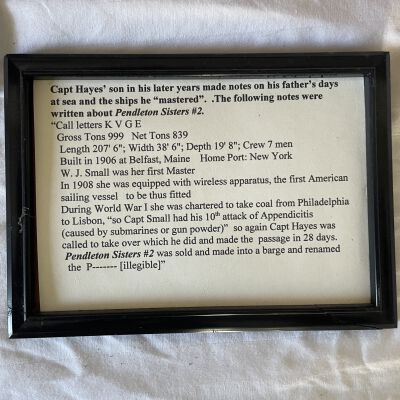 Capt Hayes' son in his later years made notes on his father's days
at sea and the ships he "mastered". .The following notes were
written about Pendleton Sisters #2.
"Call letters K V G E
Gross Tons 999 Net Tons 839
Length 207' 6"; Width 38' 6"; Depth 19' 8"; Crew 7 men
Built in 1906 at Belfast, Maine Home Port: New York
W. J. Small was her first Master
In 1908 she was equipped with wireless apparatus, the first American
sailing vessel to be thus fitted
During World War I she was chartered to take coal from Philadelphia
to Lisbon, "so Capt Small had his 10th attack of Appendicitis
(caused by submarines or gun powder)" so again Capt Hayes was
called to take over which he did and made the passage in 28 days.
Pendleton Sisters #2 was sold and made into a barge and renamed
the P------- [illegible]"